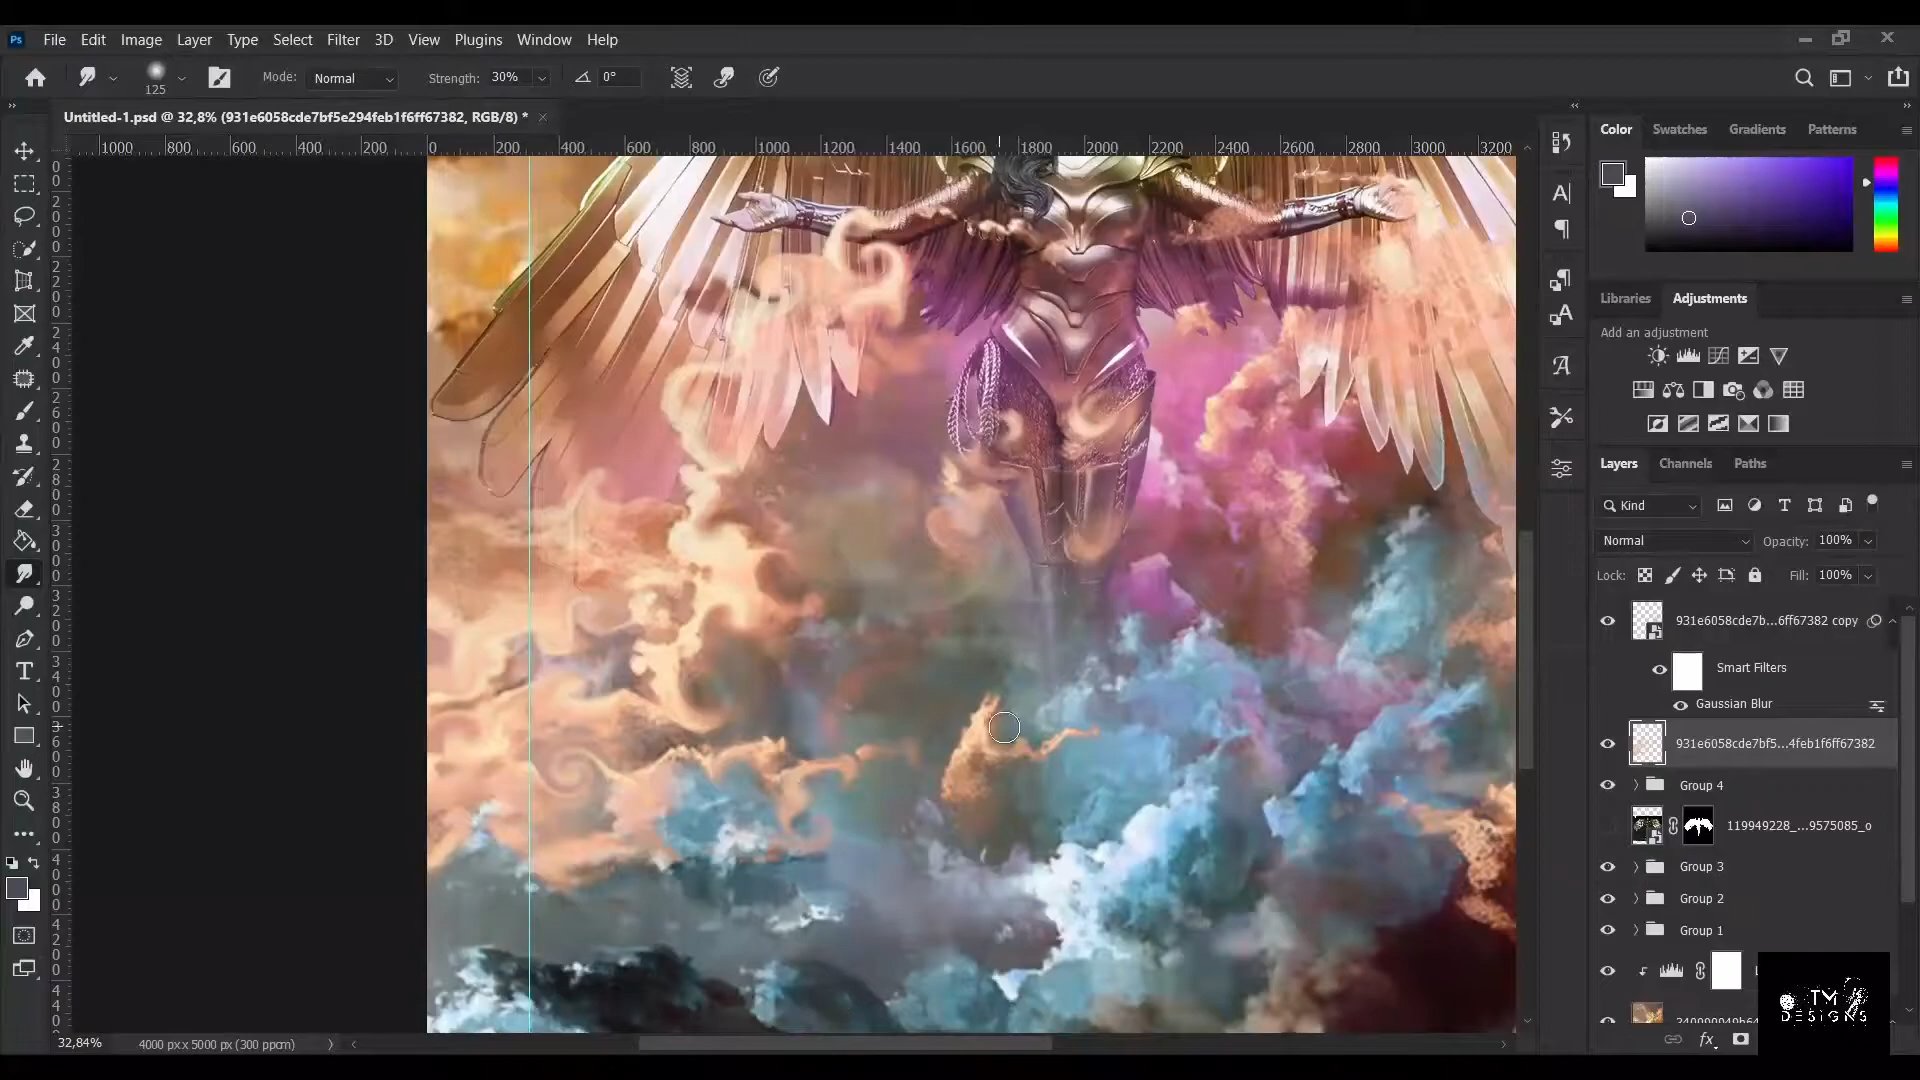 Ps File Edit Image Layer Type Select Filter 3D View Plugins Window Help
125 Mode: Normal Strength: 30% 0°
Untitled-1.psd @ 32,8% (931e6058cde7bf5e294feb1f6ff67382, RGB/8) *
1000 800 600 400 200 0 200 400 600 800 1000 1200 1400 1600 1800 2000 2200 2400 2600 2800 3000 3200
Color Swatches Gradients Patterns
Libraries Adjustments
Add an adjustment
Layers Channels Paths
Kind
Normal Opacity: 100%
Lock: Fill: 100%
931e6058cde7b...6ff67382 copy
Smart Filters
Gaussian Blur
931e6058cde7bf5...4feb1f6ff67382
Group 4
119949228_...9575085_o
Group 3
Group 2
Group 1
TM
DESIGNS
fx
32,84% 4000 px x 5000 px (300 ppcm)